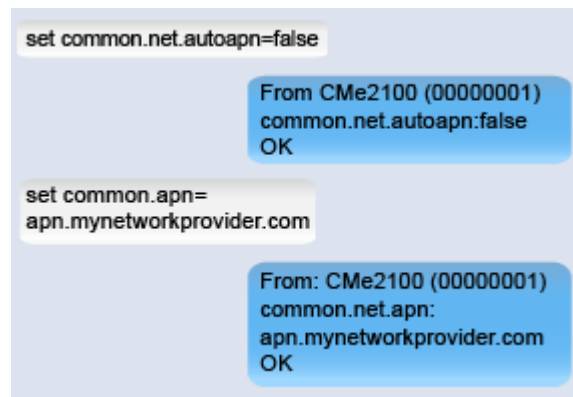 set common.net.autoapn=false
From CMe2100 (00000001)
common.net.autoapn:false
OK
set common.apn=
apn.mynetworkprovider.com
From: CMe2100 (00000001)
common.net.apn:
apn.mynetworkprovider.com
OK